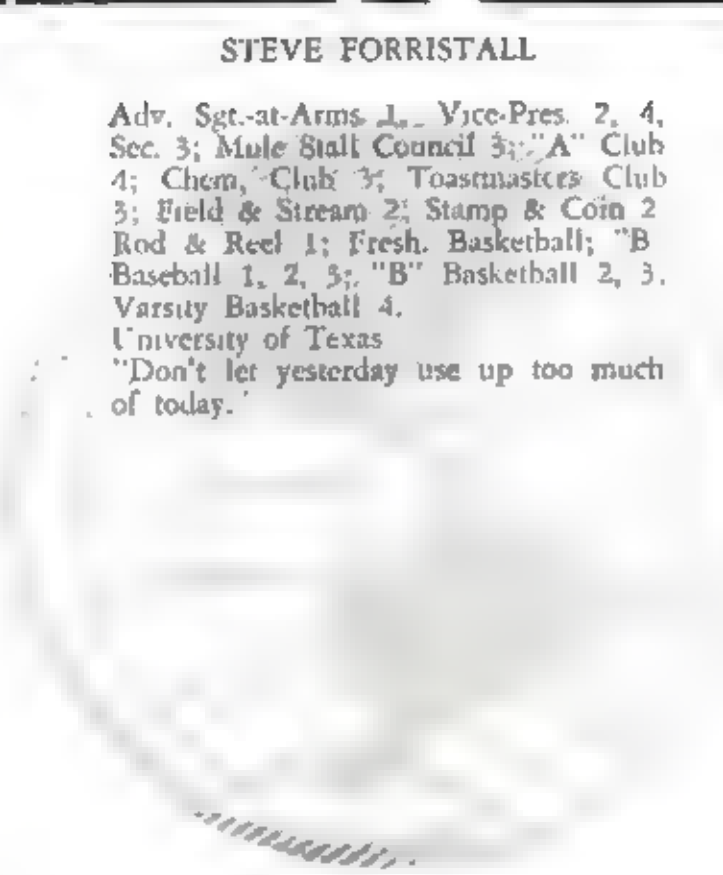 STEVE FORRISTALL
Adv. Sgt.-at-Arms 1, Vice-Pres. 2, 4,
Sec. 3; Mule Stall Council 3; "A" Club
4; Chem, Club 3; Toastmasters Club
3; Field & Stream 2; Stamp & Coin 2
Rod & Reel 1; Fresh. Basketball; "B
Baseball 1, 2, 3; "B" Basketball 2, 3.
Varsity Basketball 4.
University of Texas
"Don't let yesterday use up too much
of today.'